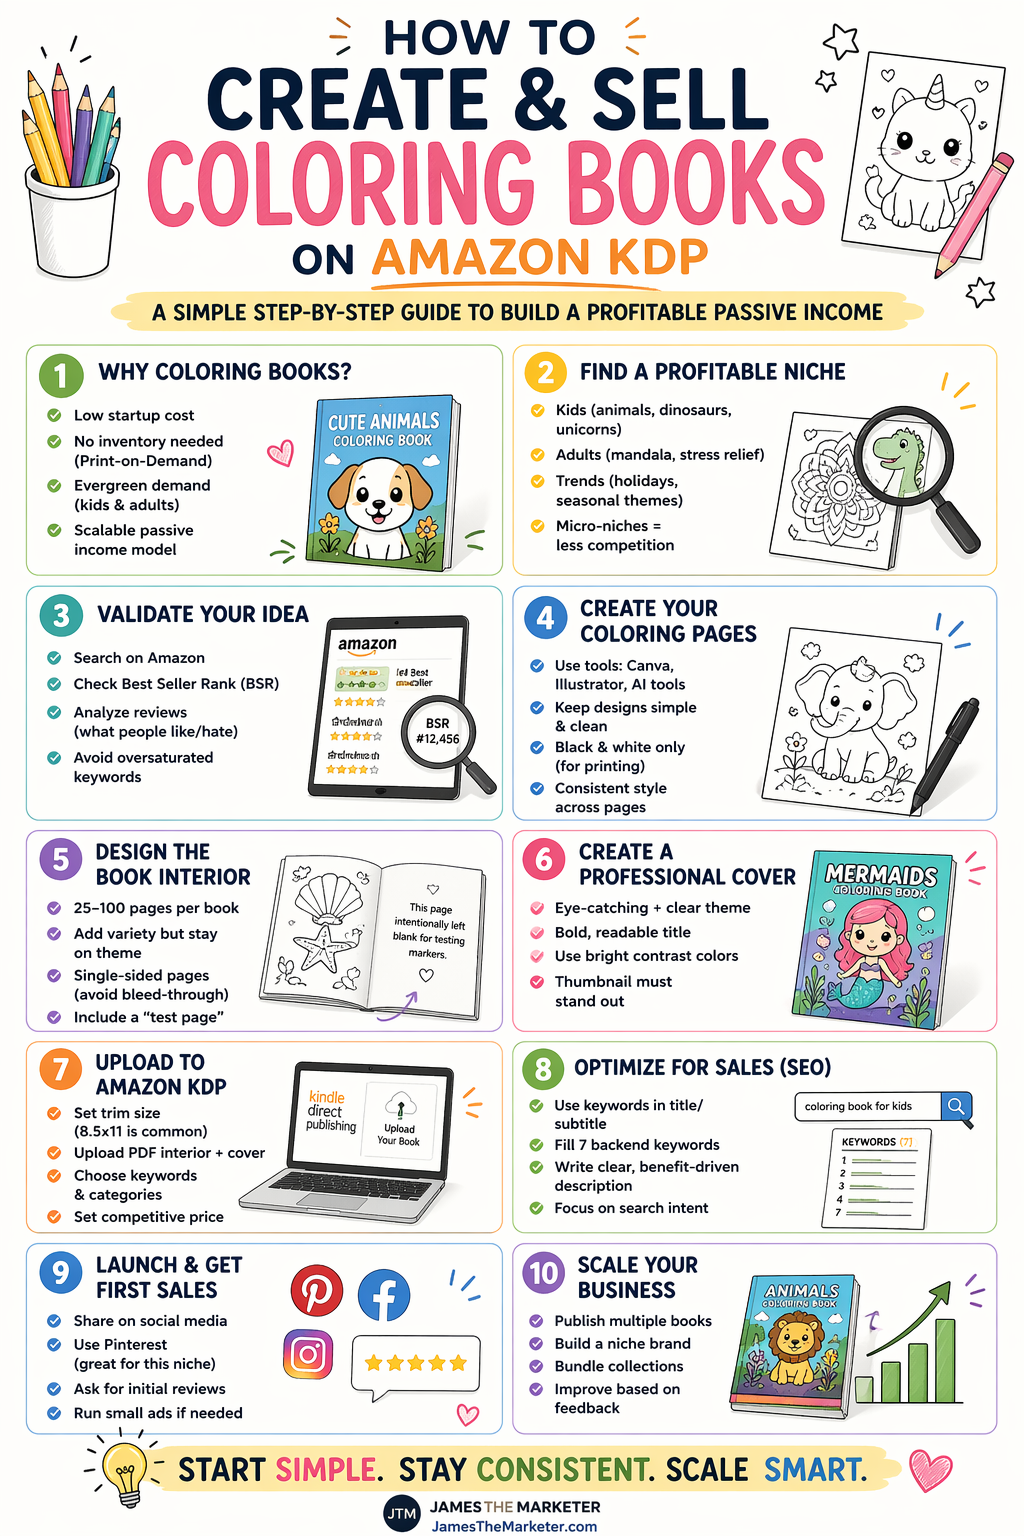 HOW TO
CREATE & SELL
COLORING BOOKS
ON AMAZON KDP
A SIMPLE STEP-BY-STEP GUIDE TO BUILD A PROFITABLE PASSIVE INCOME
1 WHY COLORING BOOKS?
Low startup cost
No inventory needed
(Print-on-Demand)
Evergreen demand
(kids & adults)
Scalable passive
income model
CUTE ANIMALS
COLORING BOOK
2 FIND A PROFITABLE NICHE
Kids (animals, dinosaurs,
unicorns)
Adults (mandala, stress relief)
Trends (holidays,
seasonal themes)
Micro-niches =
less competition
3 VALIDATE YOUR IDEA
Search on Amazon
Check Best Seller Rank (BSR)
Analyze reviews
(what people like/hate)
Avoid oversaturated
keywords
amazon
Best
BSR
#12,456
4 CREATE YOUR
COLORING PAGES
Use tools: Canva,
Illustrator, AI tools
Keep designs simple
& clean
Black & white only
(for printing)
Consistent style
across pages
5 DESIGN THE
BOOK INTERIOR
25–100 pages per book
Add variety but stay
on theme
Single-sided pages
(avoid bleed-through)
Include a “test page”
This page
intentionally left
blank for testing
markers.
6 CREATE A
PROFESSIONAL COVER
Eye-catching + clear theme
Bold, readable title
Use bright contrast colors
Thumbnail must
stand out
MERMAIDS
COLORING BOOK
7 UPLOAD TO
AMAZON KDP
Set trim size
(8.5x11 is common)
Upload PDF interior + cover
Choose keywords
& categories
Set competitive price
kindle
direct
publishing
Upload
Your Book
8 OPTIMIZE FOR SALES (SEO)
Use keywords in title/
subtitle
Fill 7 backend keywords
Write clear, benefit-driven
description
Focus on search intent
coloring book for kids
KEYWORDS (7)
1
2
3
4
7
9 LAUNCH & GET
FIRST SALES
Share on social media
Use Pinterest
(great for this niche)
Ask for initial reviews
Run small ads if needed
10 SCALE YOUR
BUSINESS
Publish multiple books
Build a niche brand
Bundle collections
Improve based on
feedback
ANIMALS
COLORING BOOK
START SIMPLE. STAY CONSISTENT. SCALE SMART.
JTM JAMES THE MARKETER
JamesTheMarketer.com